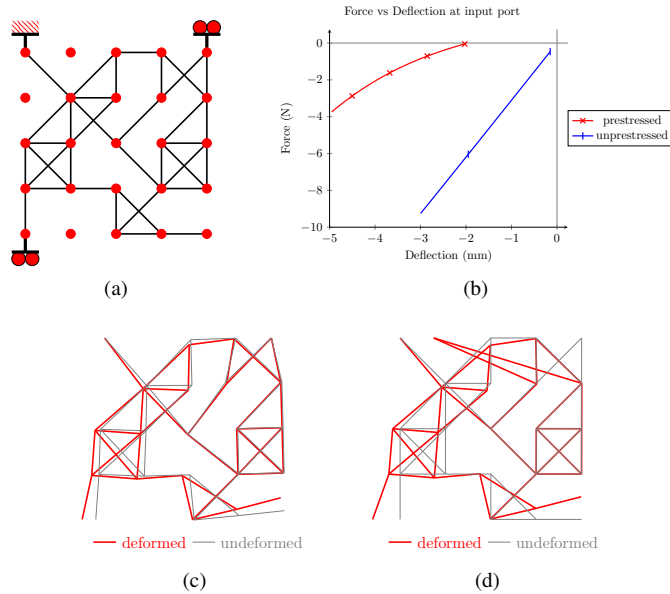 Force vs Deflection at input port
0
−2
−4
−6
−8
−10
Force (N)
−5 −4 −3 −2 −1 0
Deflection (mm)
prestressed
unprestressed
(a)
(b)
deformed undeformed
deformed undeformed
(c)
(d)